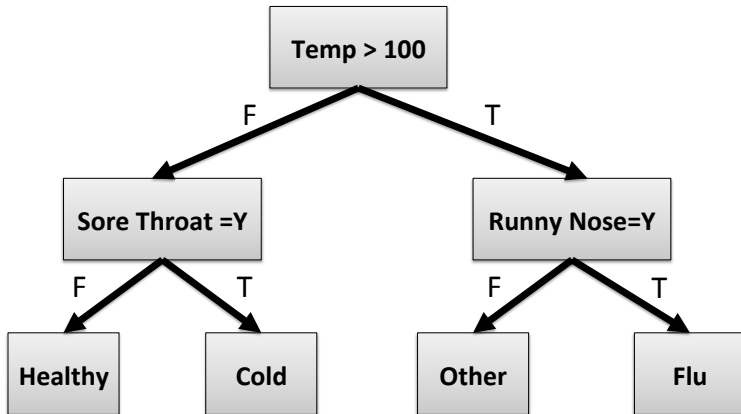 Temp > 100
F
T
Sore Throat =Y
Runny Nose=Y
F
T
F
T
Healthy
Cold
Other
Flu